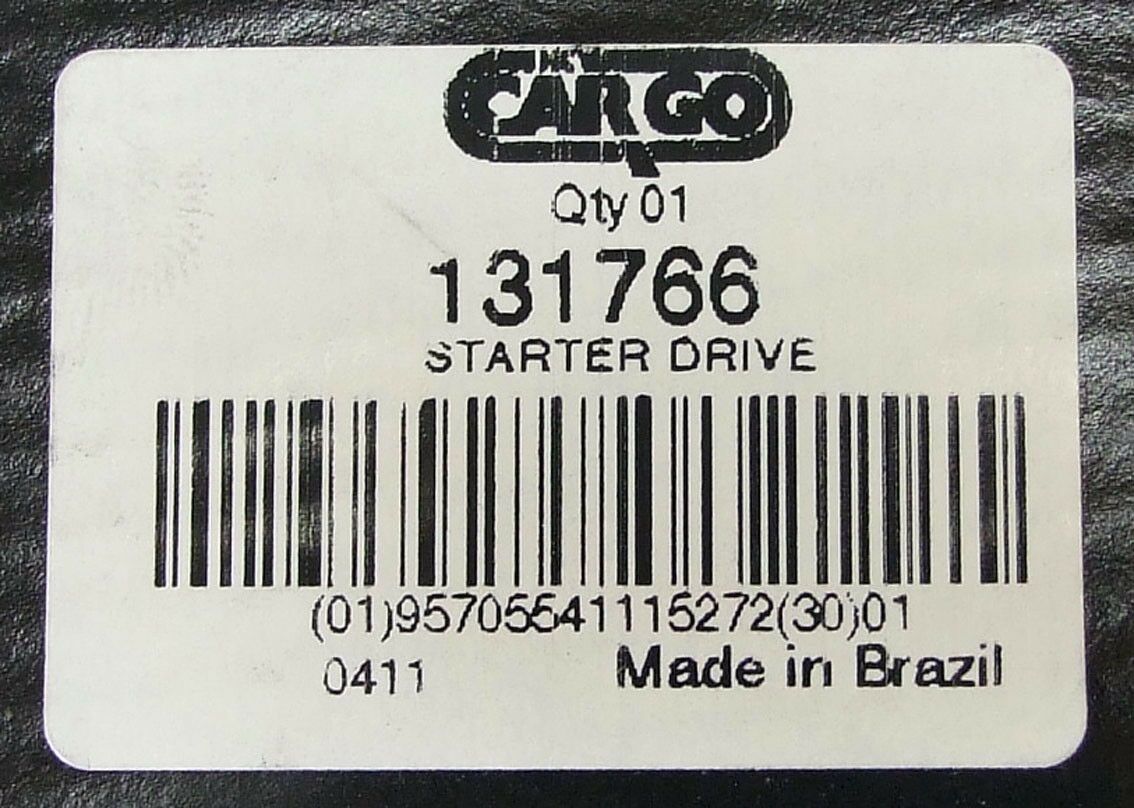 CARGO
Qty 01
131766
STARTER DRIVE
(01)95705541115272(30)01
0411
Made in Brazil